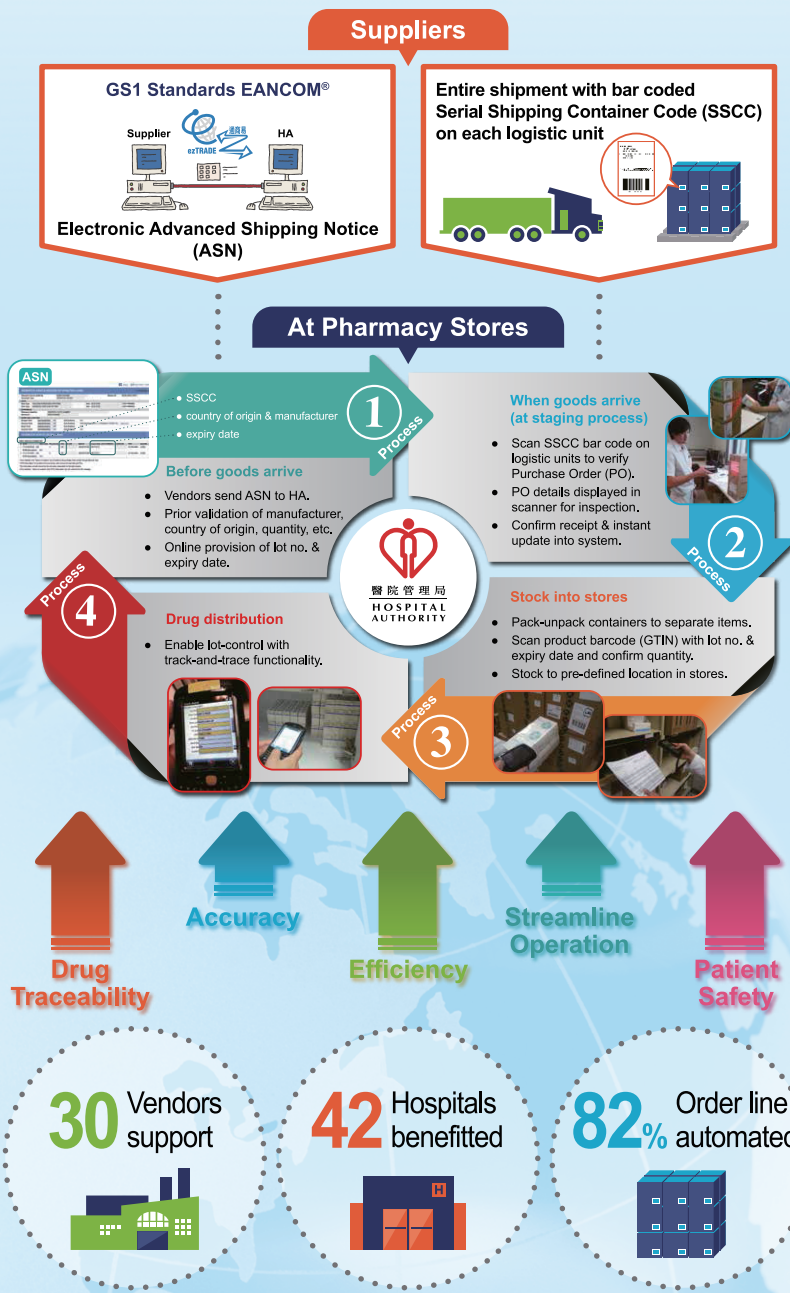 Suppliers
GS1 Standards EANCOM®
Supplier
ezTRADE
通商易
HA
Electronic Advanced Shipping Notice
(ASN)
Entire shipment with bar coded
Serial Shipping Container Code (SSCC)
on each logistic unit
At Pharmacy Stores
ASN
• SSCC
• country of origin & manufacturer
• expiry date
1
Process
Before goods arrive
• Vendors send ASN to HA.
• Prior validation of manufacturer,
country of origin, quantity, etc.
• Online provision of lot no. &
expiry date.
When goods arrive
(at staging process)
• Scan SSCC bar code on
logistic units to verify
Purchase Order (PO).
• PO details displayed in
scanner for inspection.
• Confirm receipt & instant
update into system.
2
Process
醫院管理局
HOSPITAL
AUTHORITY
Stock into stores
• Pack-unpack containers to separate items.
• Scan product barcode (GTIN) with lot no. &
expiry date and confirm quantity.
• Stock to pre-defined location in stores.
Process
3
Process
4
Drug distribution
• Enable lot-control with
track-and-trace functionality.
Drug
Traceability
Accuracy
Efficiency
Streamline
Operation
Patient
Safety
30 Vendors
support
42 Hospitals
benefitted
H
82% Order line
automated